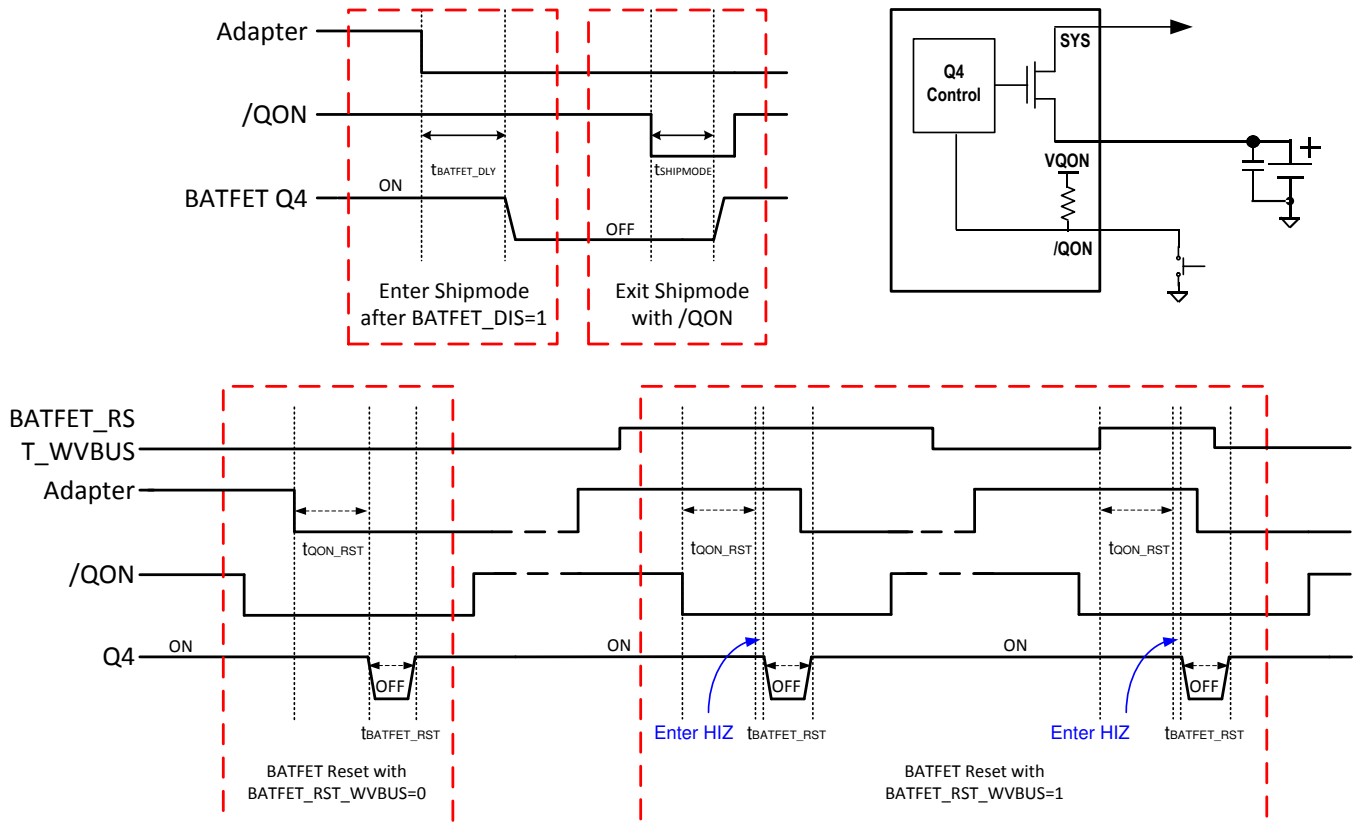 Adapter
/QON
BATFET Q4
ON
tBATFET_DLY
OFF
tSHIPMODE
Enter Shipmode
after BATFET_DIS=1
Exit Shipmode
with /QON
SYS
Q4
Control
VQON
/QON
+
BATFET_RS
T_WVBUS
Adapter
/QON
Q4
tQON_RST
tQON_RST
tQON_RST
ON
ON
ON
OFF
OFF
OFF
tBATFET_RST
Enter HIZ
tBATFET_RST
Enter HIZ
tBATFET_RST
BATFET Reset with
BATFET_RST_WVBUS=0
BATFET Reset with
BATFET_RST_WVBUS=1